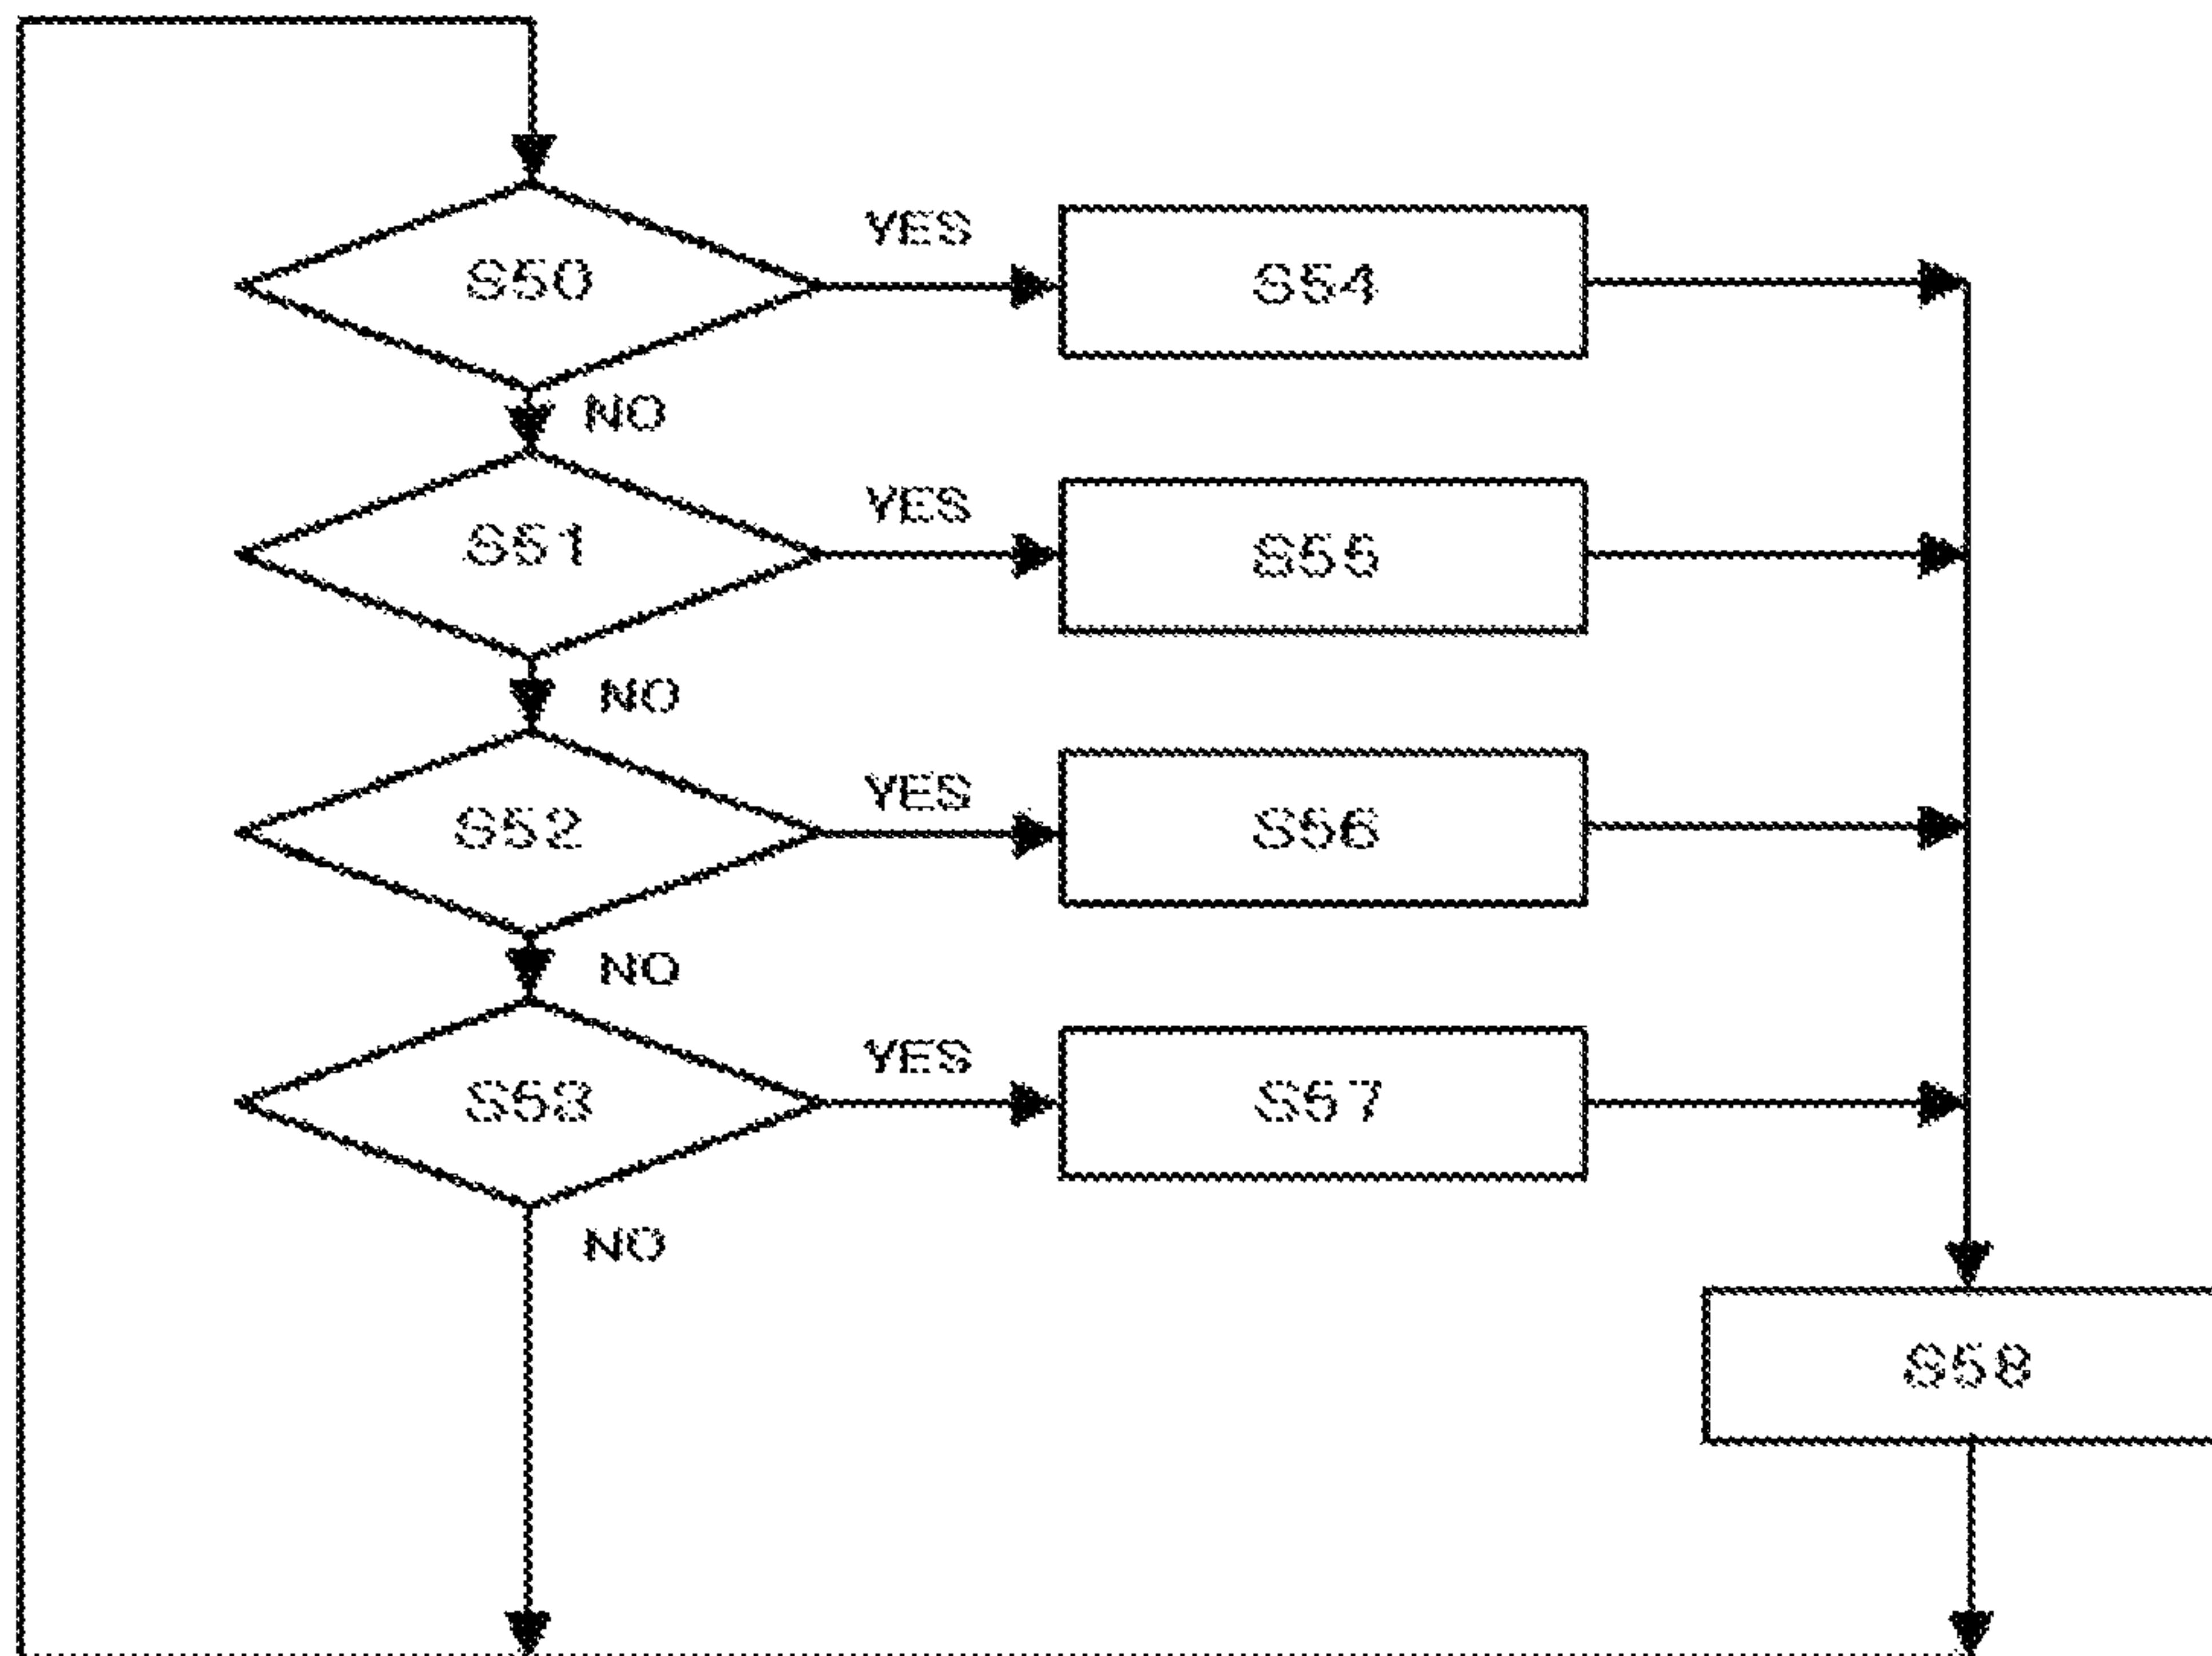 YES
S50 S54
NO
YES
S51 S55
NO
YES
S52 S56
NO
YES
S53 S57
NO
S58